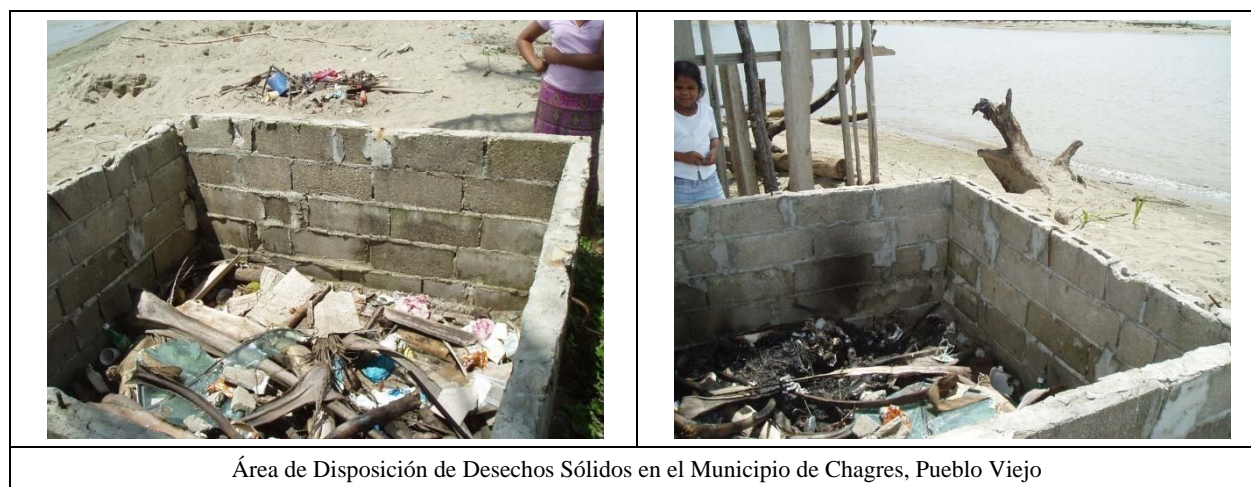 Área de Disposición de Desechos Sólidos en el Municipio de Chagres, Pueblo Viejo